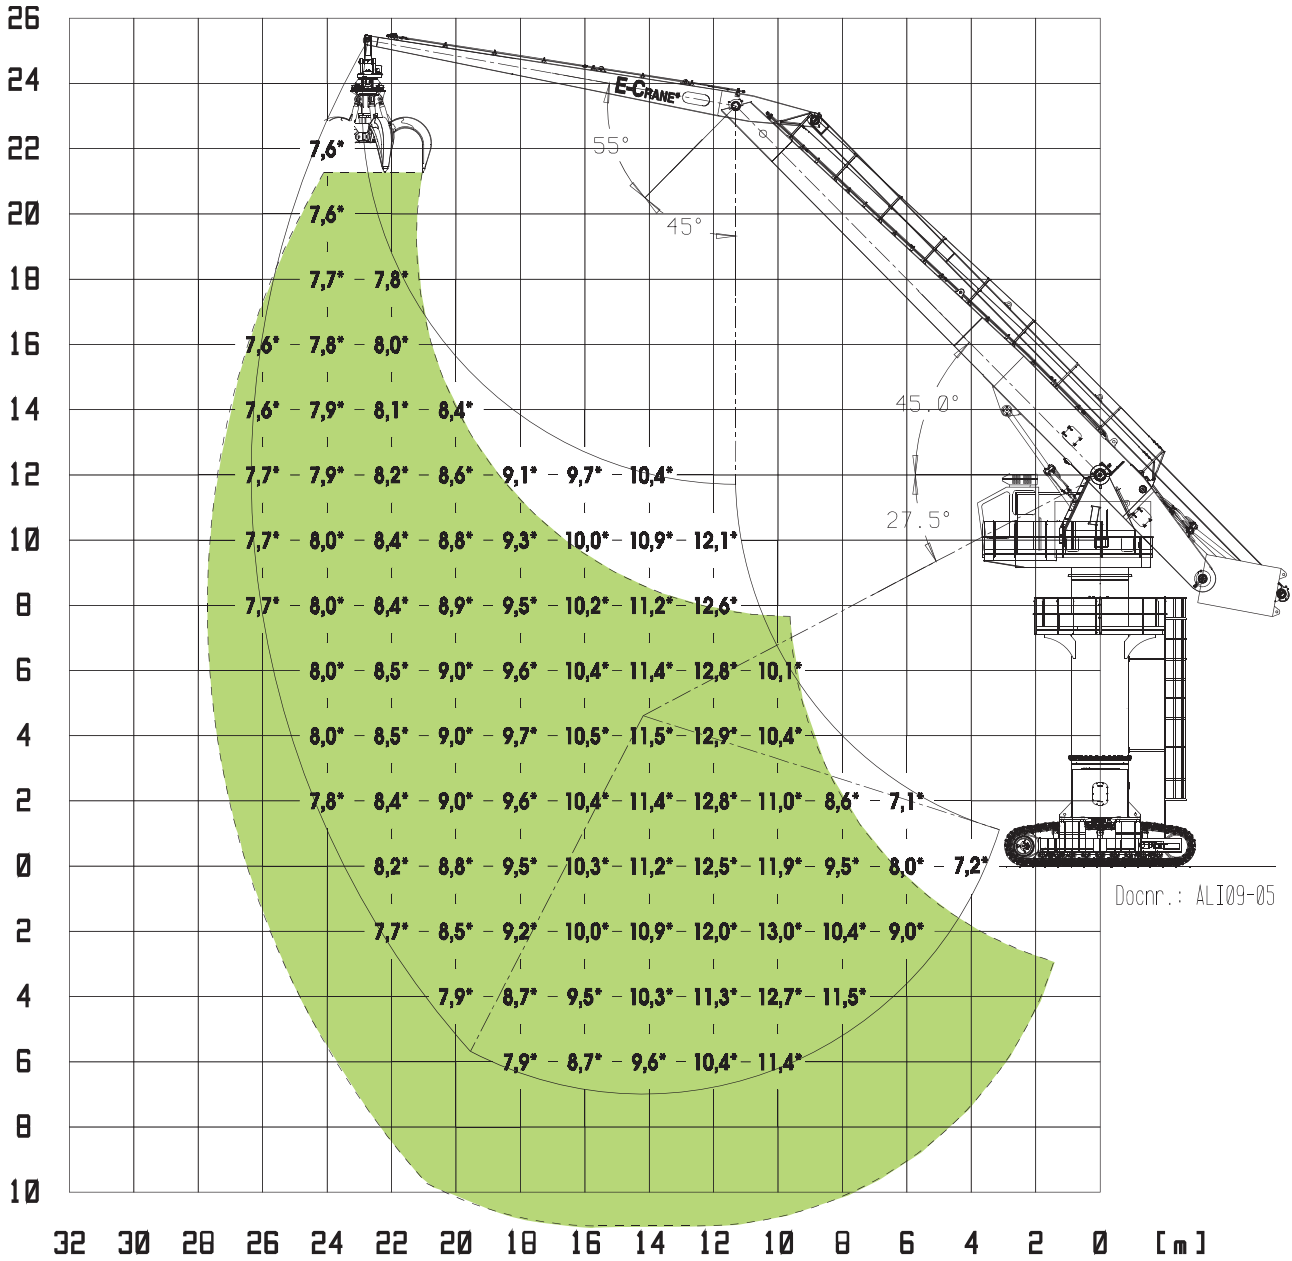 26
24 E-CRANE®
55°
22 7,6*
20 7,6*
45°
18 7,7* 7,8*
16 7,6* 7,8* 8,0*
14 7,6* 7,9* 8,1* 8,4*
45.0°
12 7,7* 7,9* 8,2* 8,6* 9,1* 9,7* 10,4*
27.5°
10 7,7* 8,0* 8,4* 8,8* 9,3* 10,0* 10,9* 12,1*
8 7,7* 8,0* 8,4* 8,9* 9,5* 10,2* 11,2* 12,6*
6 8,0* 8,5* 9,0* 9,6* 10,4* 11,4* 12,8* 10,1*
4 8,0* 8,5* 9,0* 9,7* 10,5* 11,5* 12,9* 10,4*
2 7,8* 8,4* 9,0* 9,6* 10,4* 11,4* 12,8* 11,0* 8,6* 7,1*
0 8,2* 8,8* 9,5* 10,3* 11,2* 12,5* 11,9* 9,5* 8,0* 7,2*
Docnr.: ALI09-05
2 7,7* 8,5* 9,2* 10,0* 10,9* 12,0* 13,0* 10,4* 9,0*
4 7,9* 8,7* 9,5* 10,3* 11,3* 12,7* 11,5*
6 7,9* 8,7* 9,6* 10,4* 11,4*
8
10
32 30 28 26 24 22 20 18 16 14 12 10 8 6 4 2 0 [m]